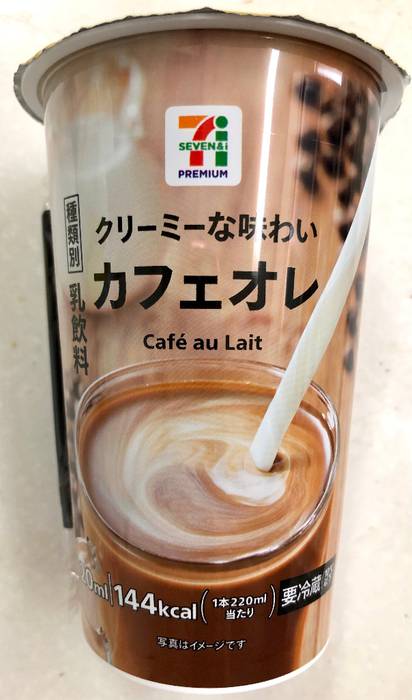 7i
SEVEN&i
PREMIUM
種類別 乳飲料
クリーミーな味わい
カフェオレ
Café au Lait
144kcal(1本220ml当たり)
要冷蔵
写真はイメージです